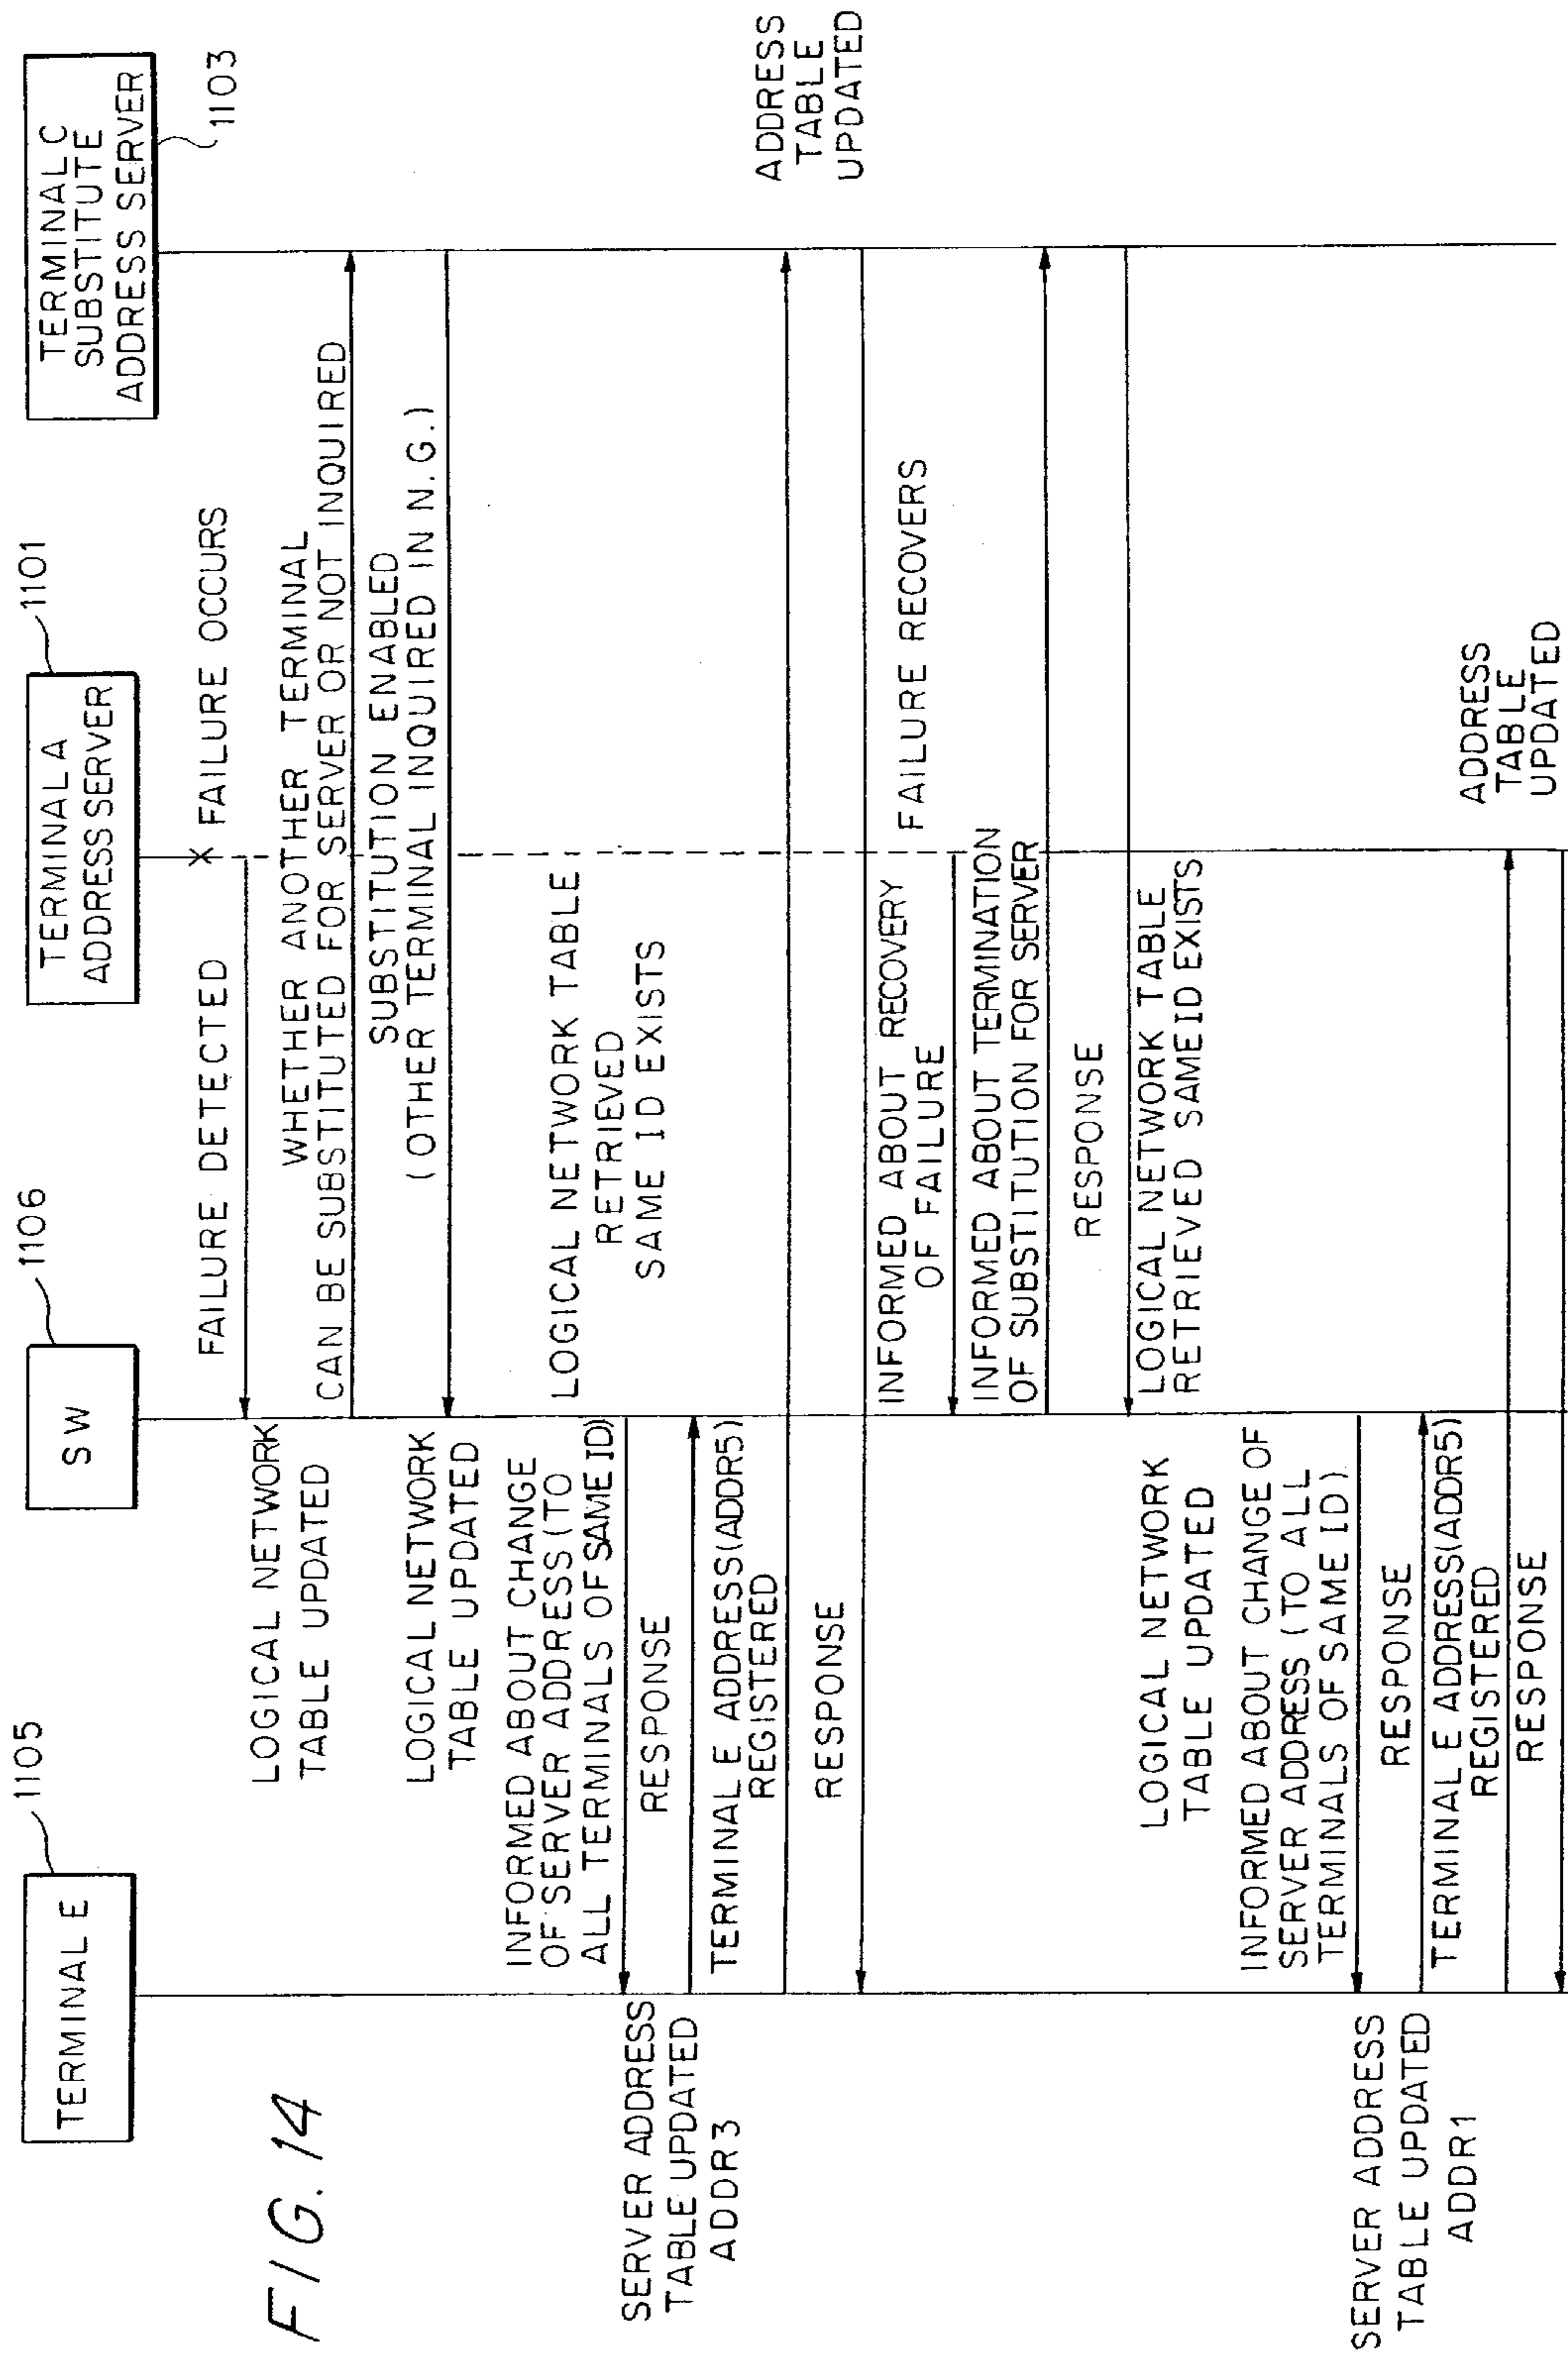 FIG. 14
TERMINAL E
1105
SW
1106
TERMINAL A
ADDRESS SERVER
1101
TERMINAL C
SUBSTITUTE
ADDRESS SERVER
1103
FAILURE OCCURS
FAILURE DETECTED
LOGICAL NETWORK
TABLE UPDATED
WHETHER ANOTHER TERMINAL
CAN BE SUBSTITUTED FOR SERVER OR NOT INQUIRED
SUBSTITUTION ENABLED
(OTHER TERMINAL INQUIRED IN N.G.)
LOGICAL NETWORK
TABLE UPDATED
LOGICAL NETWORK TABLE
RETRIEVED
SAME ID EXISTS
INFORMED ABOUT CHANGE
OF SERVER ADDRESS (TO
ALL TERMINALS OF SAME ID)
SERVER ADDRESS
TABLE UPDATED
ADDR3
RESPONSE
TERMINAL E ADDRESS(ADDR5)
REGISTERED
ADDRESS
TABLE
UPDATED
RESPONSE
FAILURE RECOVERS
INFORMED ABOUT RECOVERY
OF FAILURE
INFORMED ABOUT TERMINATION
OF SUBSTITUTION FOR SERVER
RESPONSE
LOGICAL NETWORK
TABLE UPDATED
LOGICAL NETWORK TABLE
RETRIEVED SAME ID EXISTS
INFORMED ABOUT CHANGE OF
SERVER ADDRESS (TO ALL
TERMINALS OF SAME ID)
SERVER ADDRESS
TABLE UPDATED
ADDR1
RESPONSE
TERMINAL E ADDRESS(ADDR5)
REGISTERED
ADDRESS
TABLE
UPDATED
RESPONSE